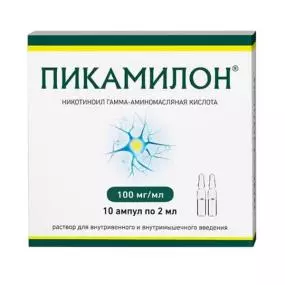 ПИКАМИЛОН®
НИКОТИНОИЛ ГАММА-АМИНОМАСЛЯНАЯ КИСЛОТА
100 мг/мл
10 ампул по 2 мл
раствор для внутривенного и внутримышечного введения